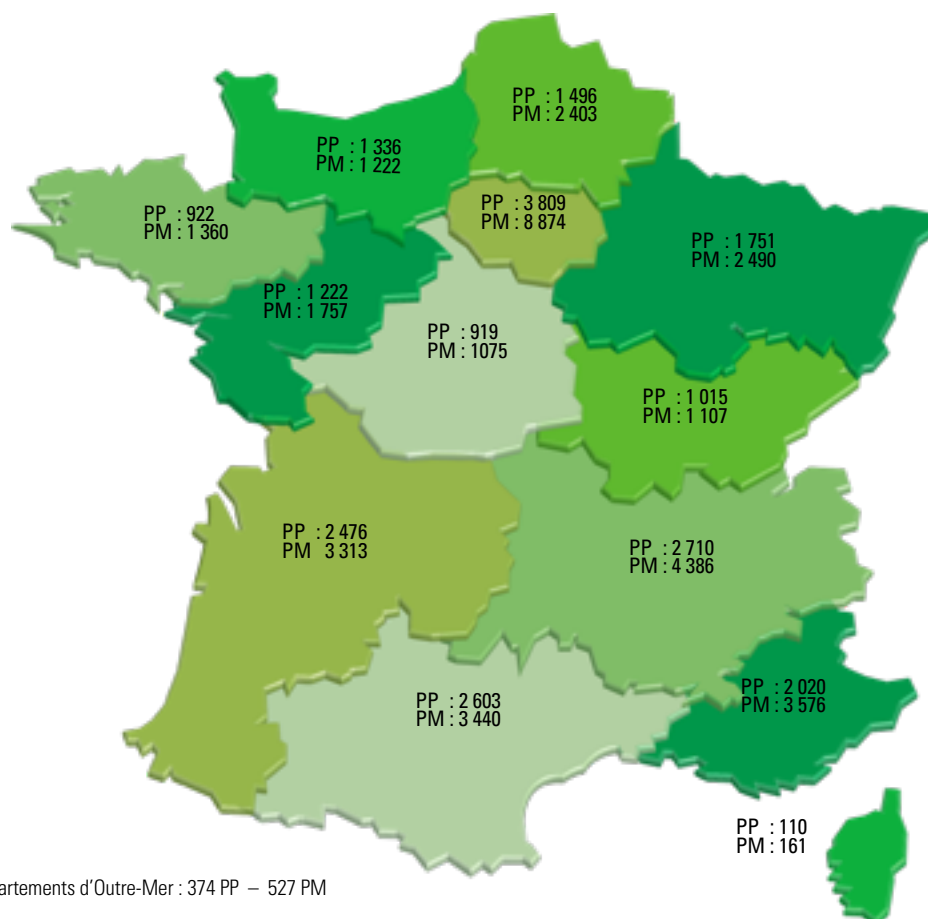 PP : 1 496
PM : 2 403
PP : 1 336
PM : 1 222
PP : 3 809
PM : 8 874
PP : 922
PM : 1 360
PP : 1 751
PM : 2 490
PP : 1 222
PM : 1 757
PP : 919
PM : 1075
PP : 1 015
PM : 1 107
PP : 2 476
PM 3 313
PP : 2 710
PM : 4 386
PP : 2 020
PM : 3 576
PP : 2 603
PM : 3 440
PP : 110
PM : 161
artements d'Outre-Mer : 374 PP – 527 PM